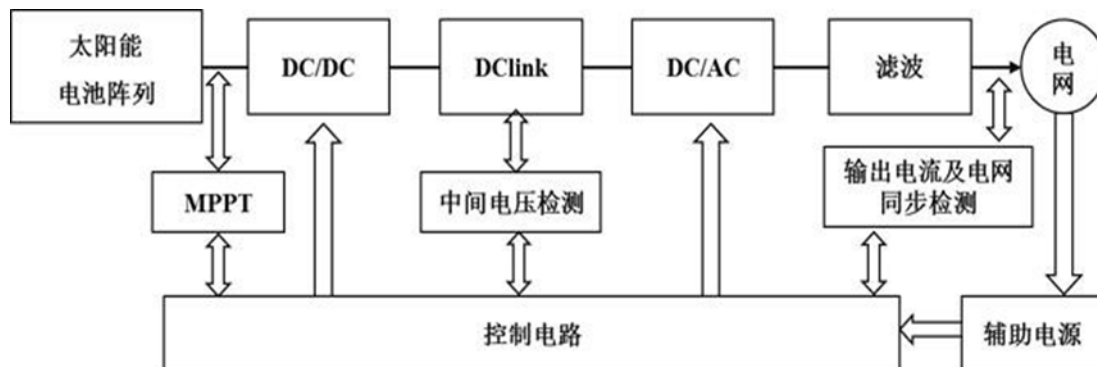 太阳能
电池阵列
DC/DC
DClink
DC/AC
滤波
电
网
MPPT
中间电压检测
输出电流及电网
同步检测
控制电路
辅助电源